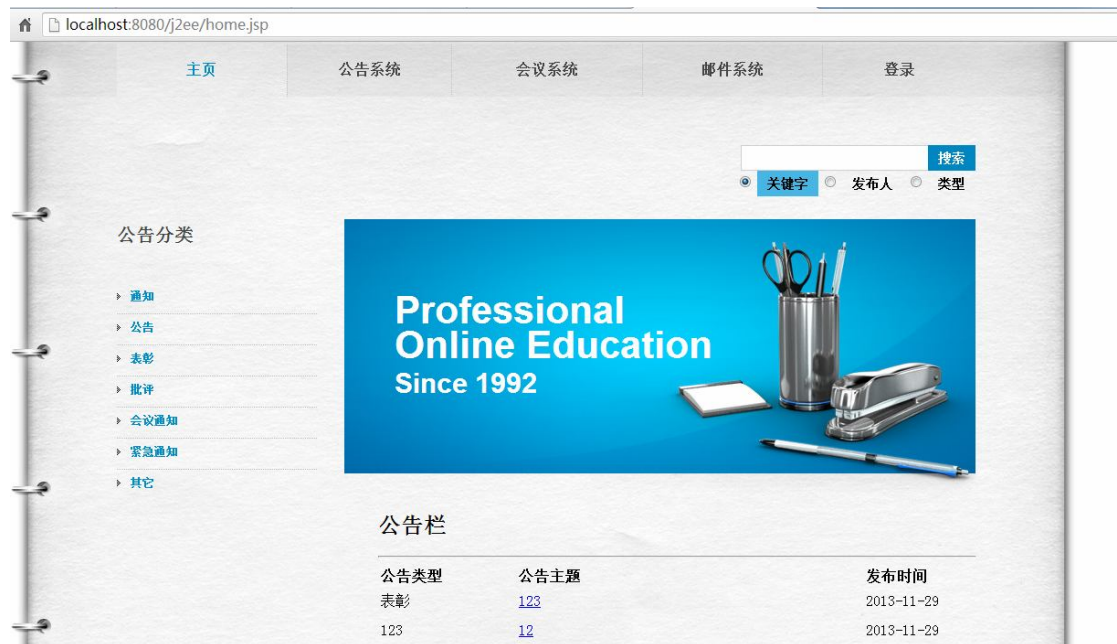 localhost:8080/j2ee/home.jsp
主页 公告系统 会议系统 邮件系统 登录
搜索
关键字 发布人 类型
公告分类
通知
公告
表彰
批评
会议通知
紧急通知
其它
Professional
Online Education
Since 1992
公告栏
公告类型 公告主题 发布时间
表彰 123 2013-11-29
123 12 2013-11-29